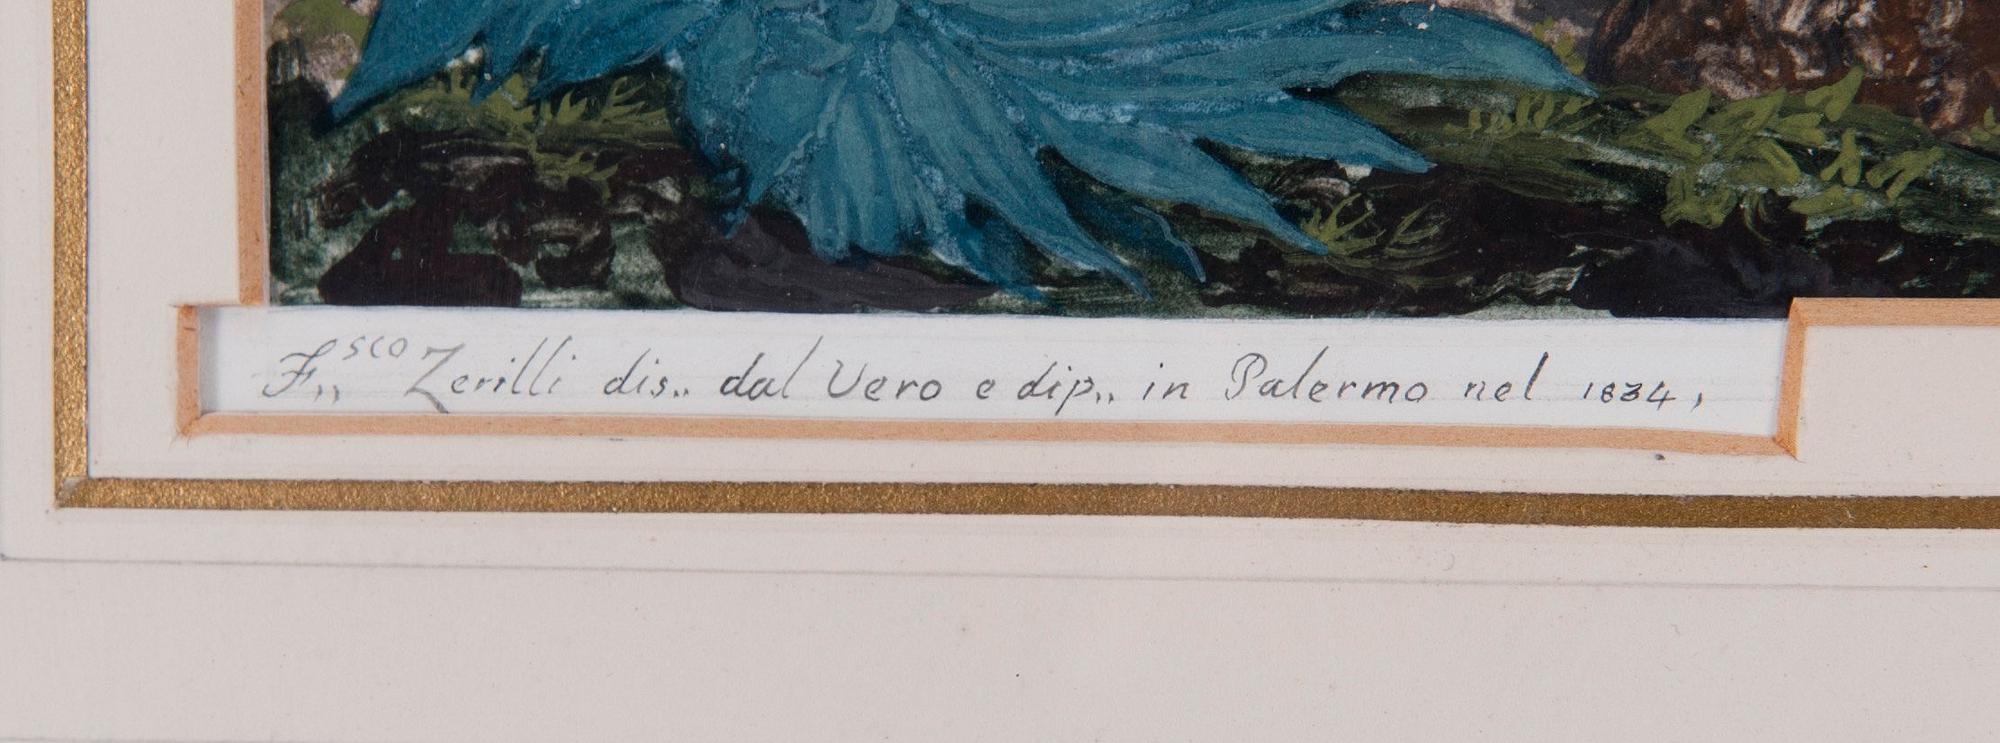 F,,sco Zerilli dis,, dal Vero e dip,, in Palermo nel 1834,